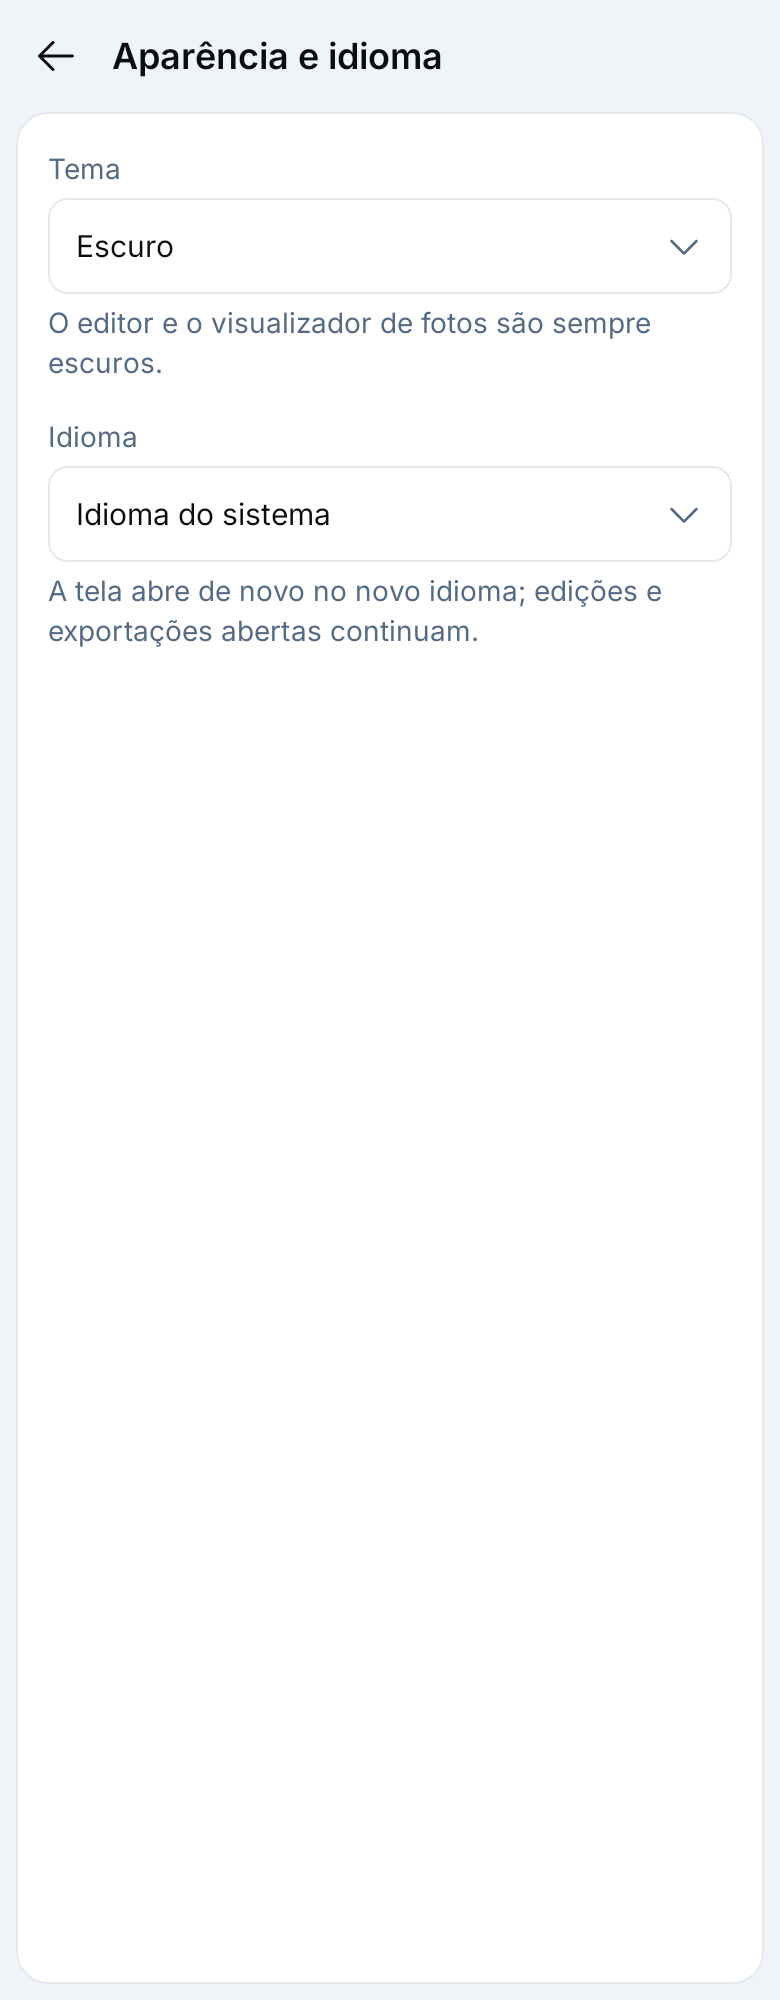 Aparência e idioma
Tema
Escuro
O editor e o visualizador de fotos são sempre
escuros.
Idioma
Idioma do sistema
A tela abre de novo no novo idioma; edições e
exportações abertas continuam.